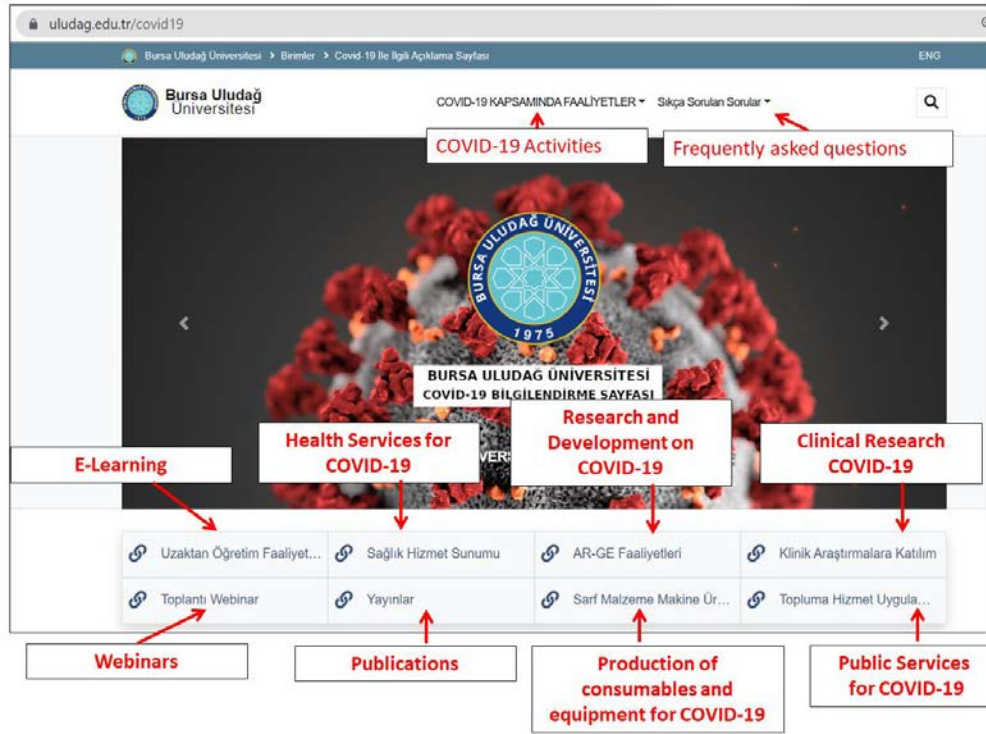 uludag.edu.tr/covid19
Bursa Uludağ Üniversitesi > Birimler > Covid-19 İle İlgili Açıklama Sayfası ENG
Bursa Uludağ
Üniversitesi
COVID-19 KAPSAMINDA FAALİYETLER Sıkça Sorulan Sorular
COVID-19 Activities
Frequently asked questions
BURSA ULUDAĞ ÜNİVERSİTESİ
1975
BURSA ULUDAĞ ÜNİVERSİTESİ
COVİD-19 BİLGİLENDİRME SAYFASI
E-Learning
Health Services for
COVID-19
Research and
Development on
COVID-19
Clinical Research
COVID-19
Uzaktan Öğretim Faaliyet... Sağlık Hizmet Sunumu AR-GE Faaliyetleri Klinik Araştırmalara Katılım
Toplantı Webinar Yayınlar Sarf Malzeme Makine Ür... Topluma Hizmet Uygula...
Webinars
Publications
Production of
consumables and
equipment for COVID-19
Public Services
for COVID-19